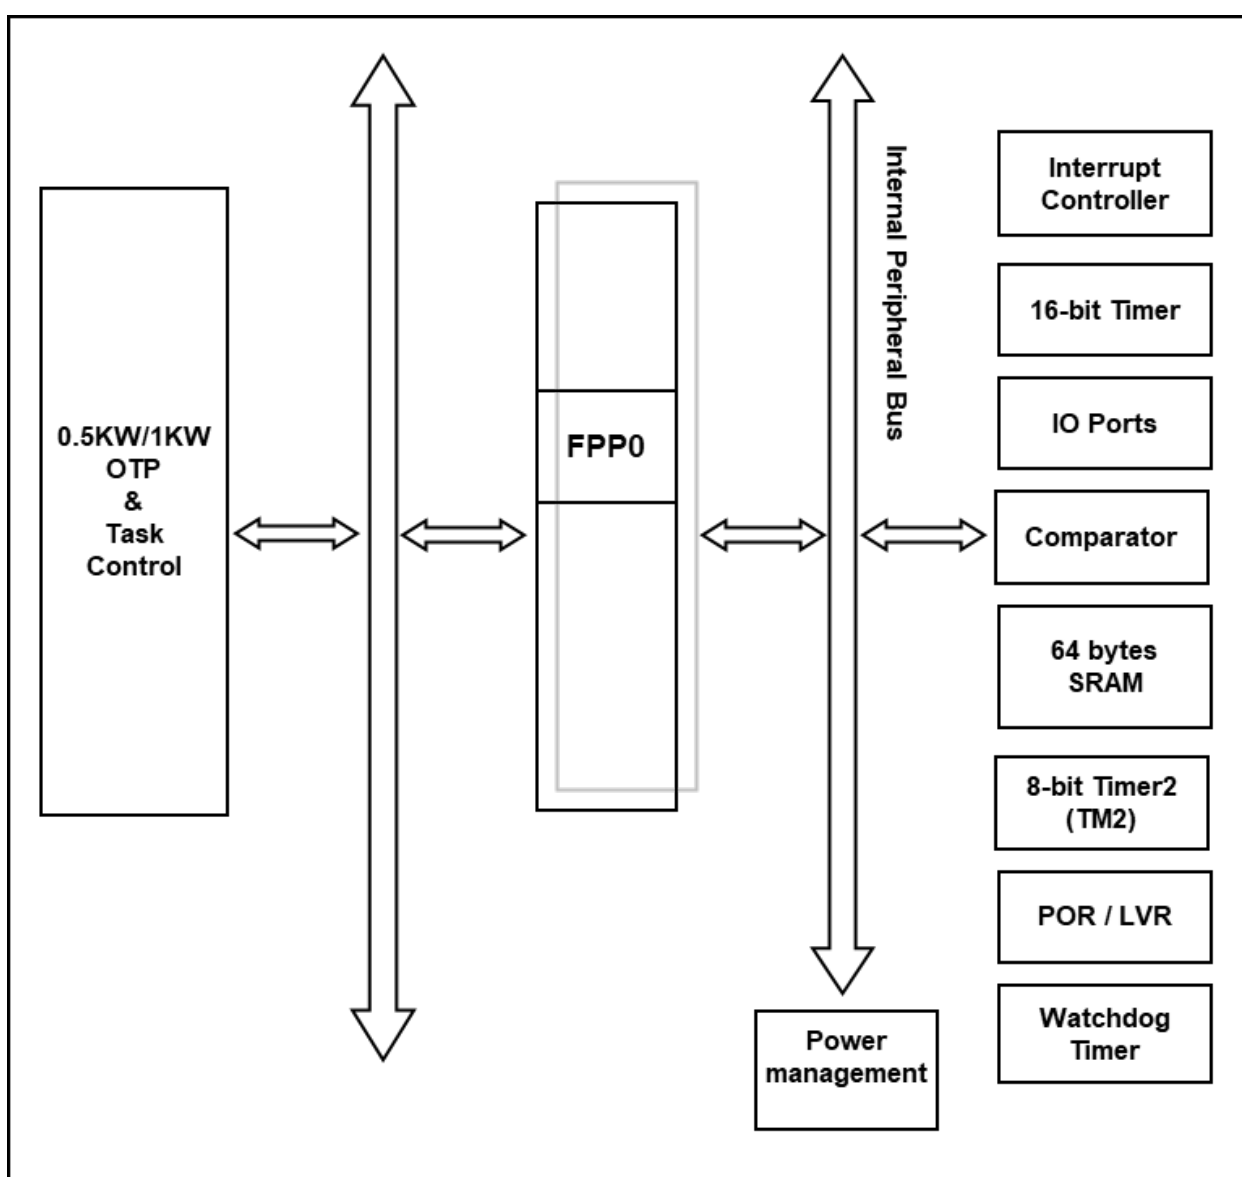 0.5KW/1KW
OTP
&
Task
Control
FPP0
Internal Peripheral Bus
Interrupt
Controller
16-bit Timer
IO Ports
Comparator
64 bytes
SRAM
8-bit Timer2
(TM2)
POR / LVR
Watchdog
Timer
Power
management